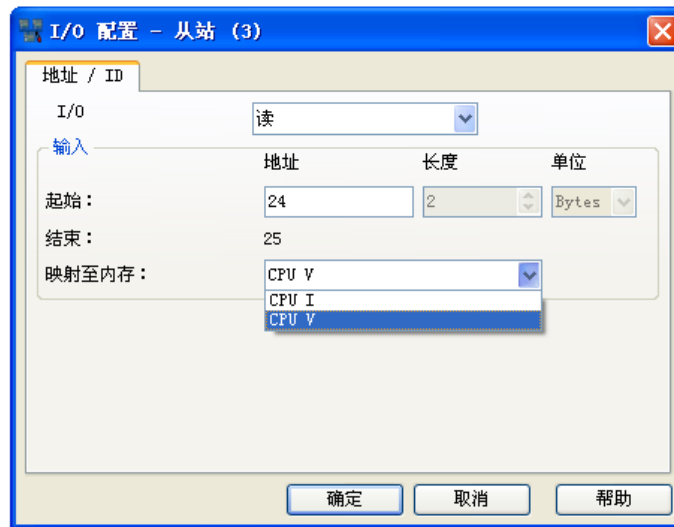 I/O 配置 - 从站 (3)
地址 / ID
I/O 读
输入
地址 长度 单位
起始： 24 2 Bytes
结束： 25
映射至内存： CPU V
CPU I
CPU V
确定 取消 帮助